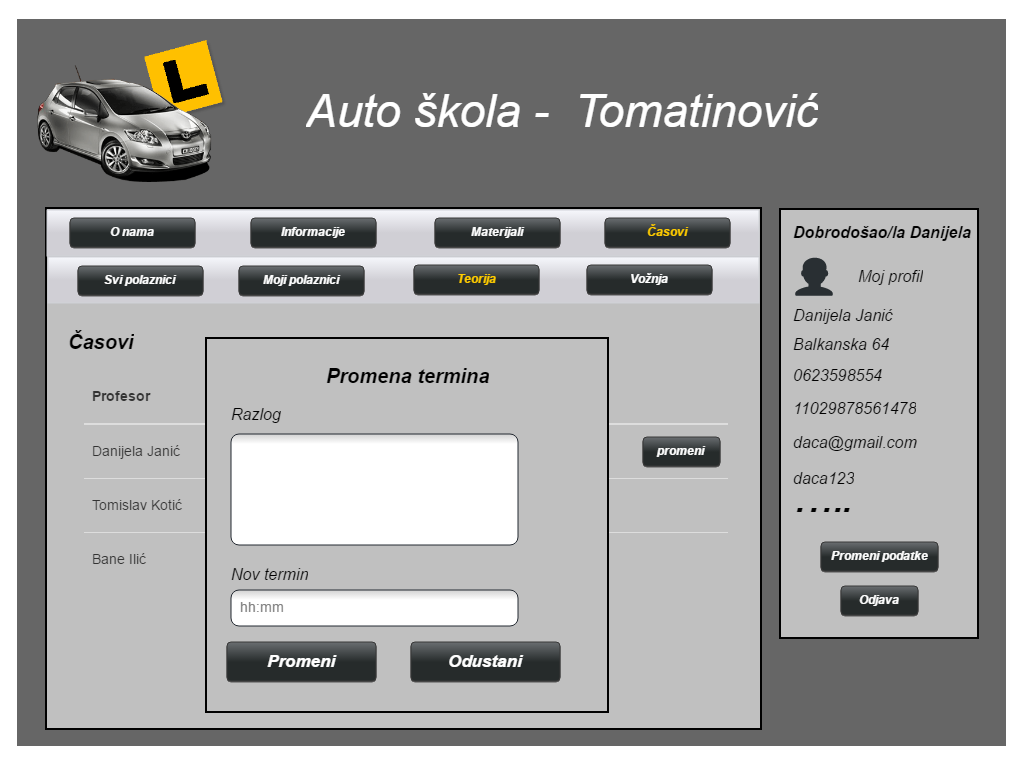 L
Auto škola - Tomatinović
O nama Informacije Materijali Časovi
Svi polaznici Moji polaznici Teorija Vožnja
Časovi
Profesor
Danijela Janić
promeni
Tomislav Kotić
Bane Ilić
Promena termina
Razlog
Nov termin
hh:mm
Promeni Odustani
Dobrodošao/la Danijela
Moj profil
Danijela Janić
Balkanska 64
0623598554
11029878561478
daca@gmail.com
daca123
.....
Promeni podatke
Odjava